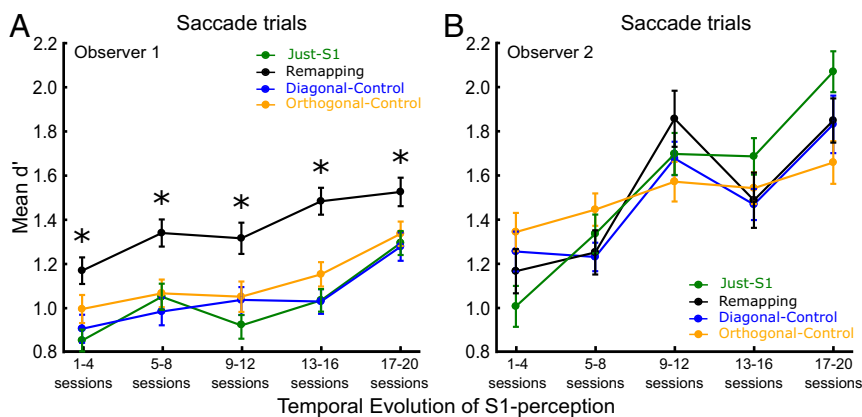 A
Saccade trials
Observer 1
Just-S1
Remapping
Diagonal-Control
Orthogonal-Control
Mean d'
2.2
2.0
1.8
1.6
1.4
1.2
1.0
0.8
* * * * *
1-4 5-8 9-12 13-16 17-20
sessions sessions sessions sessions sessions
B
Saccade trials
Observer 2
2.2
2.0
1.8
1.6
1.4
1.2
1.0
0.8
Just-S1
Remapping
Diagonal-Control
Orthogonal-Control
1-4 5-8 9-12 13-16 17-20
sessions sessions sessions sessions sessions
Temporal Evolution of S1-perception